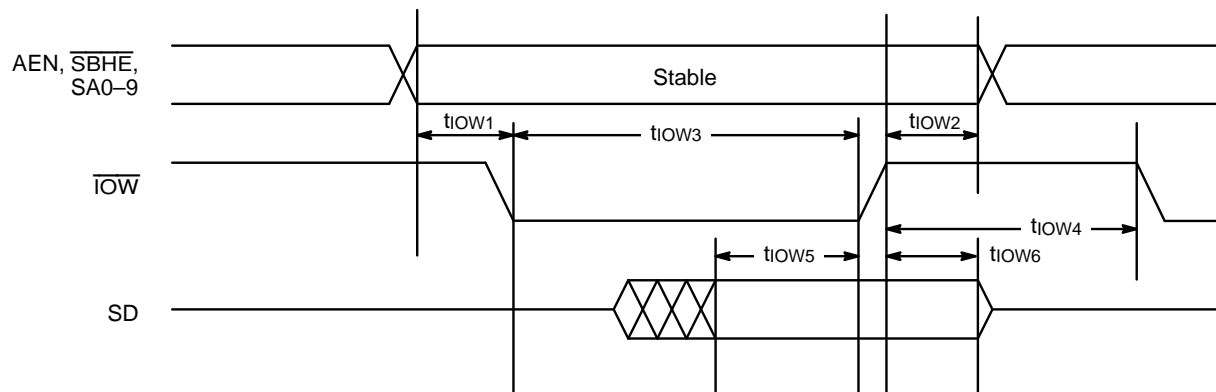 AEN, SBHE,
SA0–9
Stable
tIOW1
tIOW3
tIOW2
IOW
tIOW4
tIOW5
tIOW6
SD